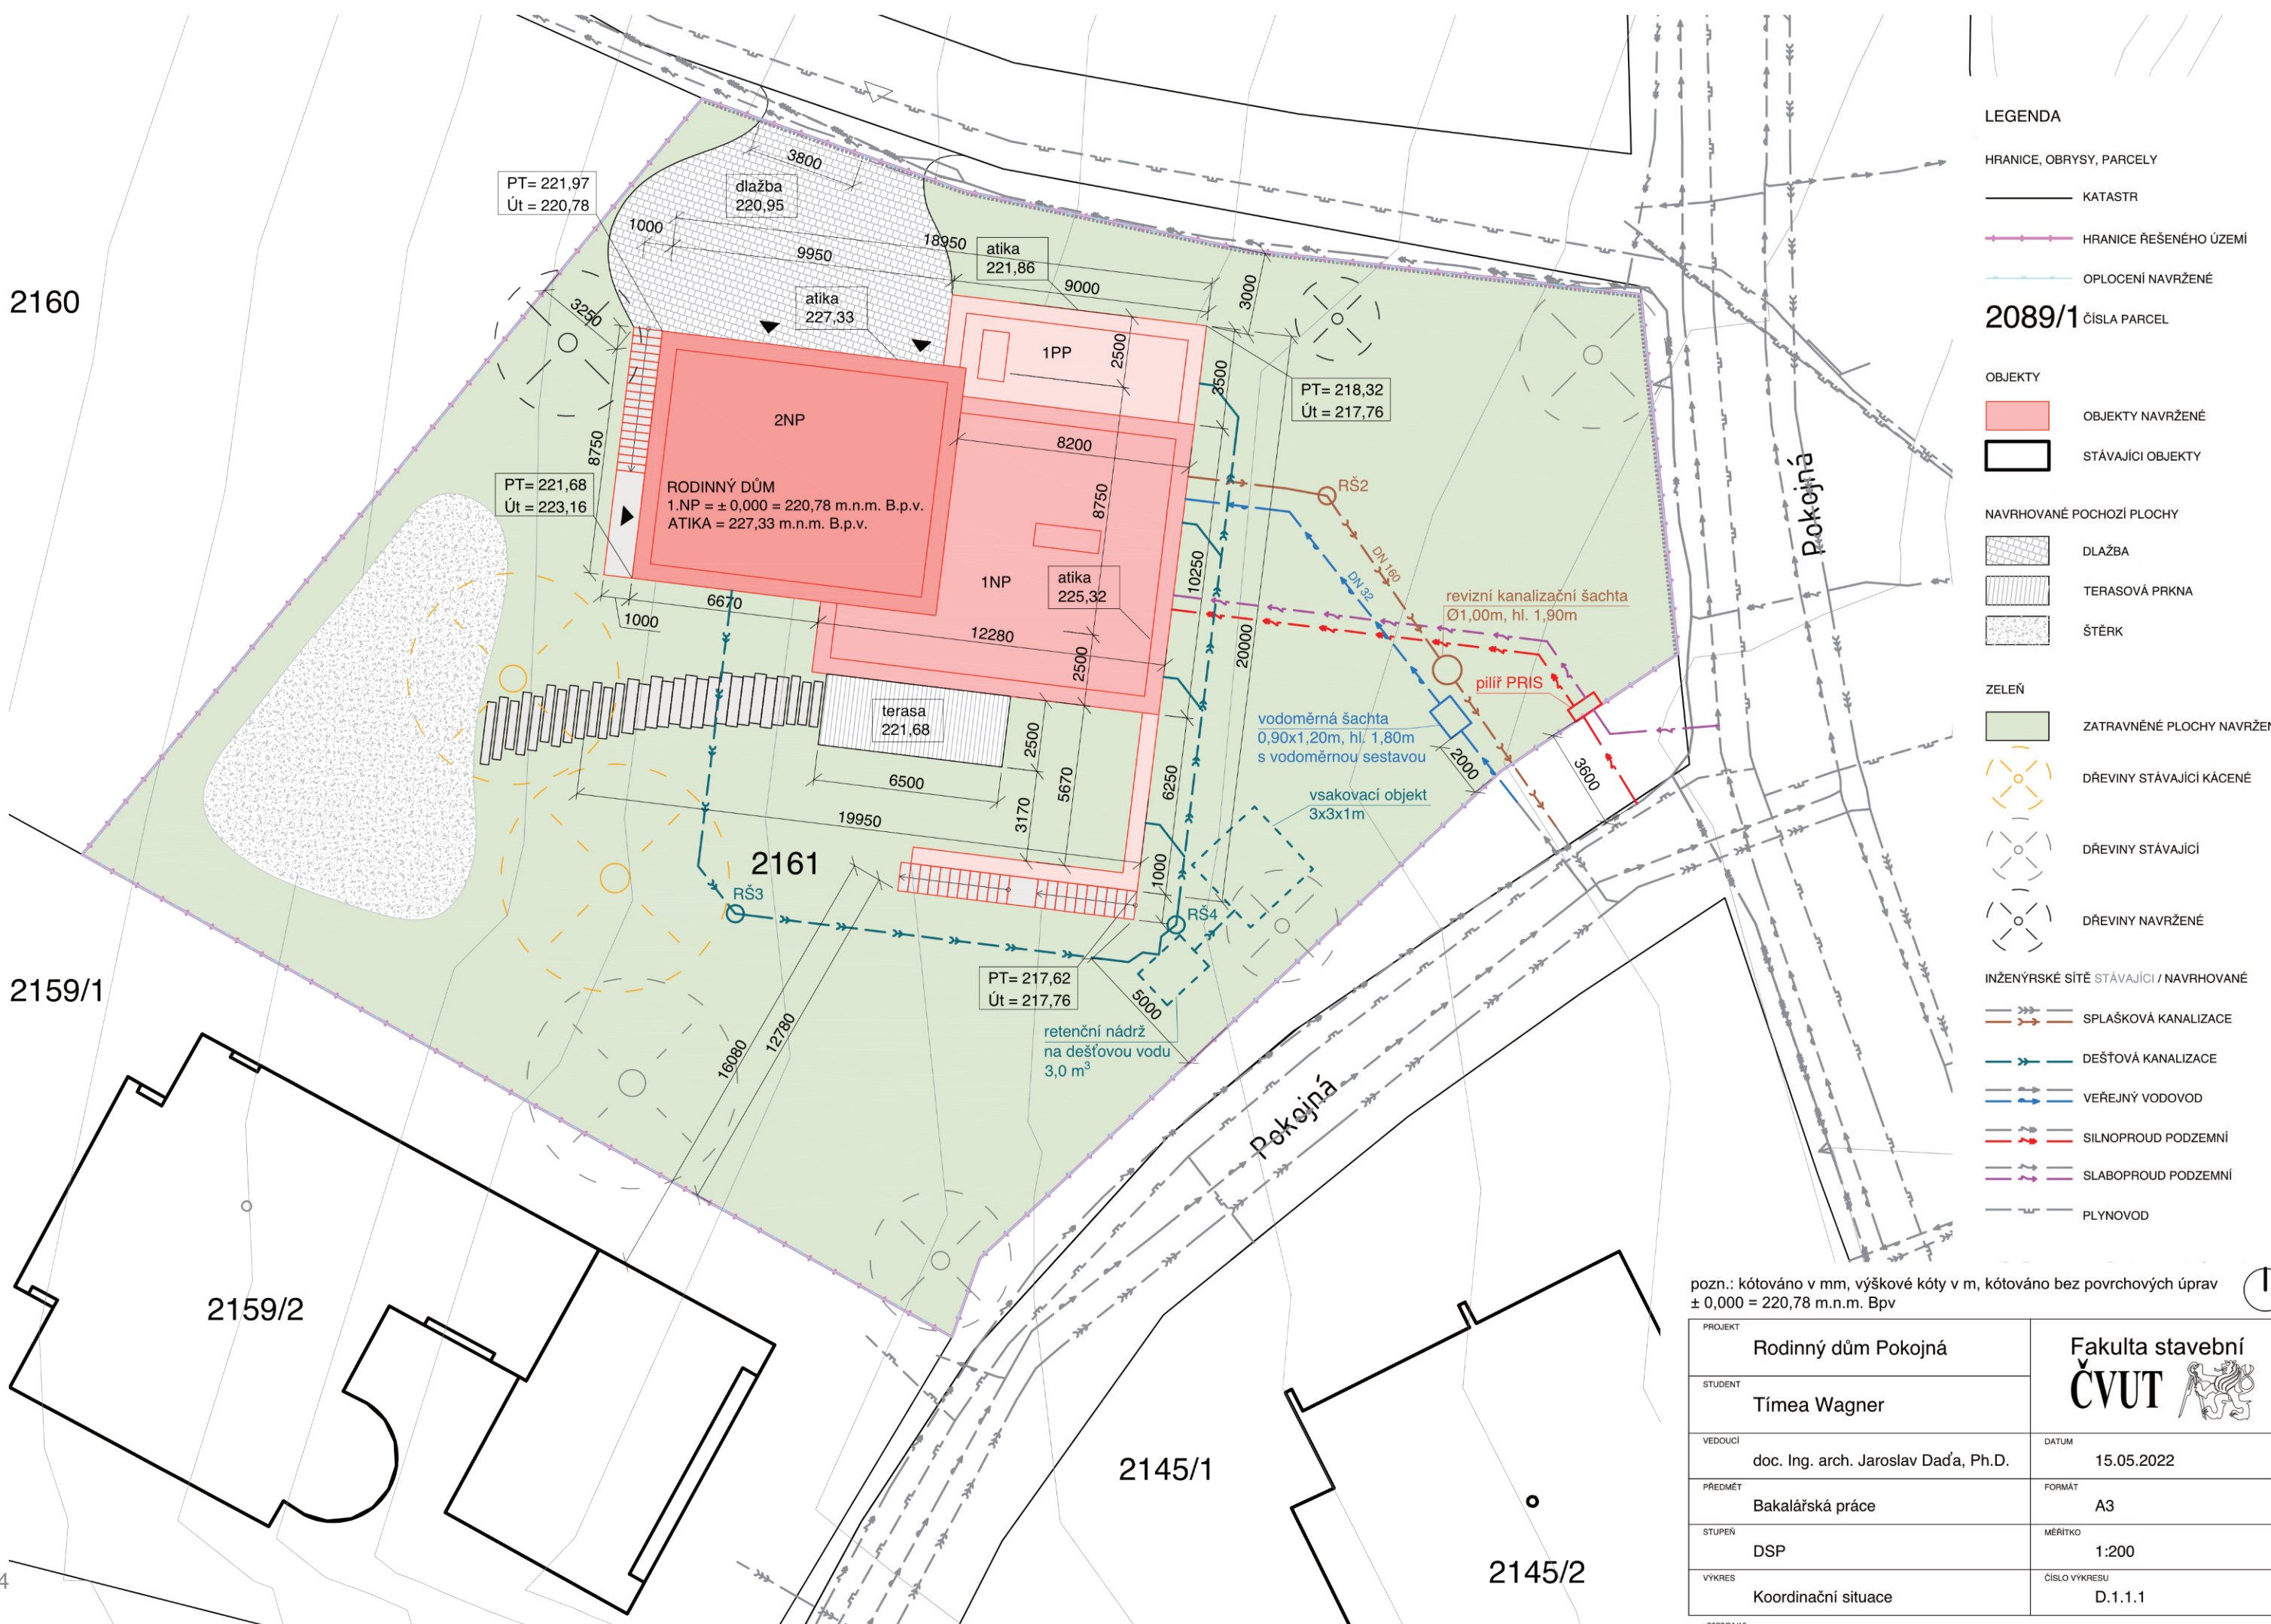 2160
2159/1
2159/2
2161
2145/1
2145/2
4
PT= 221,97
Út = 220,78
dlažba
220,95
3800
1000
18950
9950
atika
221,86
9000
3000
atika
227,33
3250
1PP
2500
3500
PT= 218,32
Út = 217,76
2NP
8200
8750
PT= 221,68
Út = 223,16
RODINNÝ DŮM
1.NP = ± 0,000 = 220,78 m.n.m. B.p.v.
ATIKA = 227,33 m.n.m. B.p.v.
8750
RŠ2
DN 160
DN 32
1NP
atika
225,32
10250
20000
6670
1000
12280
2500
revizní kanalizační šachta
Ø1,00m, hl. 1,90m
pilíř PRIS
terasa
221,68
vodoměrná šachta
0,90x1,20m, hl. 1,80m
s vodoměrnou sestavou
2000
3600
2500
6500
5670
6250
3170
19950
vsakovací objekt
3x3x1m
1000
RŠ3
RŠ4
PT= 217,62
Út = 217,76
5000
16080
12780
retenční nádrž
na dešťovou vodu
3,0 m³
Pokojná
Pokojná
LEGENDA
HRANICE, OBRYSY, PARCELY
KATASTR
HRANICE ŘEŠENÉHO ÚZEMÍ
OPLOCENÍ NAVRŽENÉ
2089/1 ČÍSLA PARCEL
OBJEKTY
OBJEKTY NAVRŽENÉ
STÁVAJÍCI OBJEKTY
NAVRHOVANÉ POCHOZÍ PLOCHY
DLAŽBA
TERASOVÁ PRKNA
ŠTĚRK
ZELEŇ
ZATRAVNĚNÉ PLOCHY NAVRŽEN
DŘEVINY STÁVAJÍCÍ KÁCENÉ
DŘEVINY STÁVAJÍCÍ
DŘEVINY NAVRŽENÉ
INŽENÝRSKÉ SÍTĚ STÁVAJÍCI / NAVRHOVANÉ
SPLAŠKOVÁ KANALIZACE
DEŠŤOVÁ KANALIZACE
VEŘEJNÝ VODOVOD
SILNOPROUD PODZEMNÍ
SLABOPROUD PODZEMNÍ
PLYNOVOD
pozn.: kótováno v mm, výškové kóty v m, kótováno bez povrchových úprav
± 0,000 = 220,78 m.n.m. Bpv
PROJEKT
Rodinný dům Pokojná
Fakulta stavební
ČVUT
STUDENT
Tímea Wagner
VEDOUCÍ
doc. Ing. arch. Jaroslav Daďa, Ph.D.
DATUM
15.05.2022
PŘEDMĚT
Bakalářská práce
FORMÁT
A3
STUPEŇ
DSP
MĚŘÍTKO
1:200
VÝKRES
Koordinační situace
ČÍSLO VÝKRESU
D.1.1.1